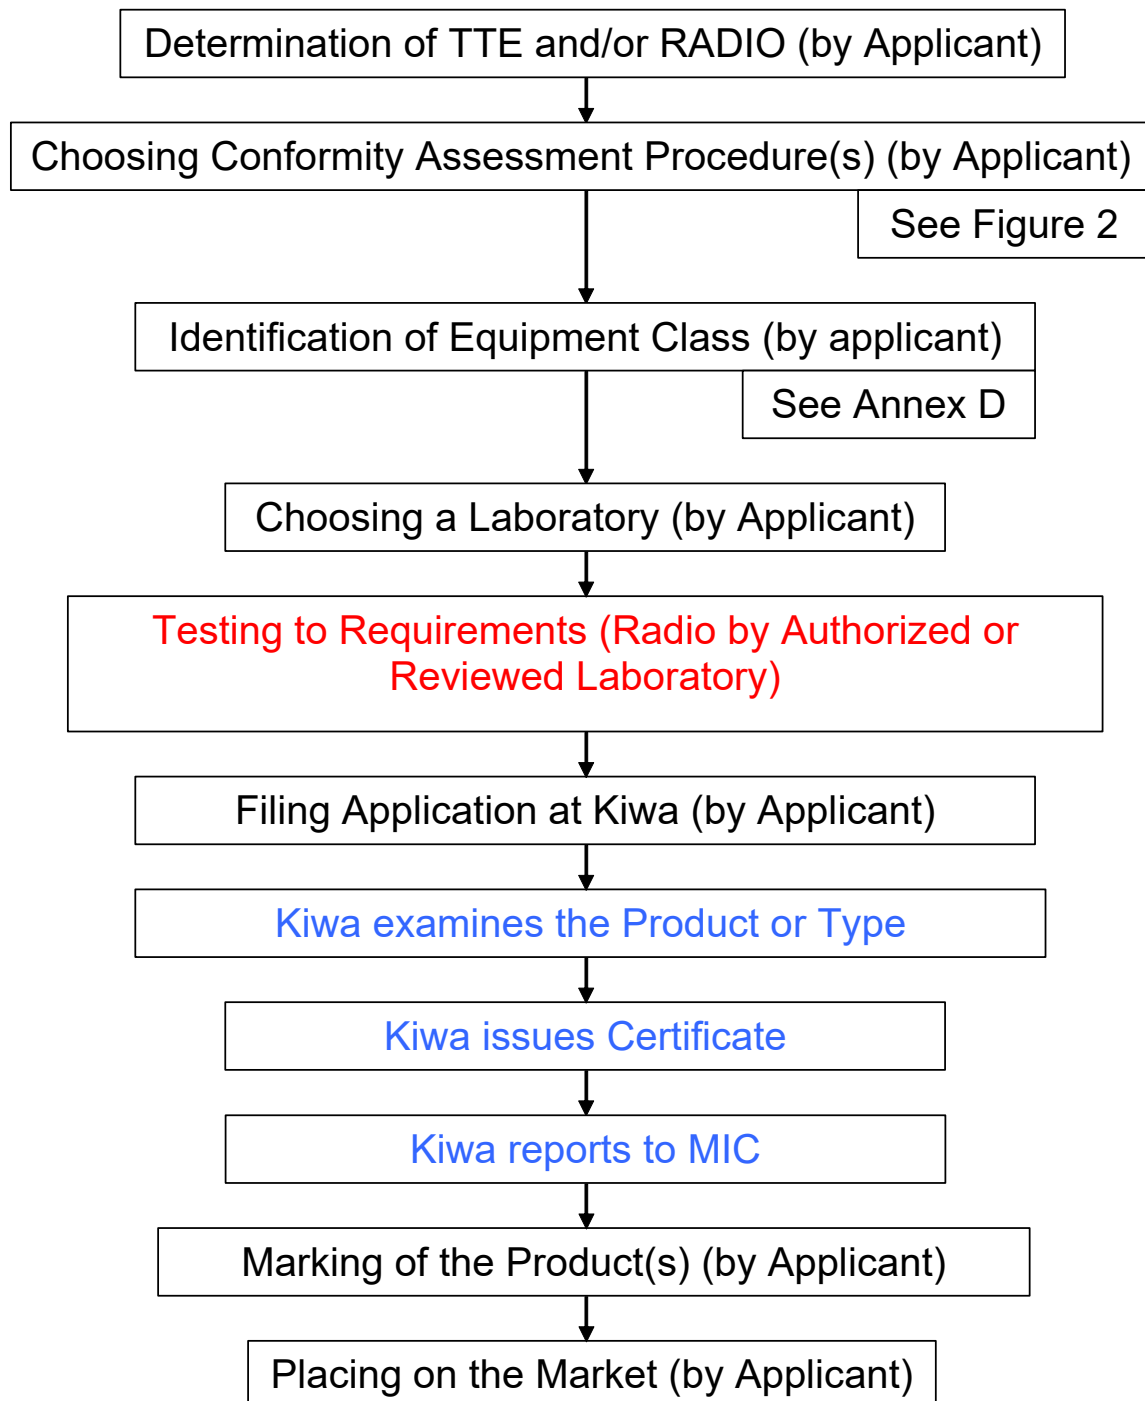 Determination of TTE and/or RADIO (by Applicant)
Choosing Conformity Assessment Procedure(s) (by Applicant)
See Figure 2
Identification of Equipment Class (by applicant)
See Annex D
Choosing a Laboratory (by Applicant)
Testing to Requirements (Radio by Authorized or
Reviewed Laboratory)
Filing Application at Kiwa (by Applicant)
Kiwa examines the Product or Type
Kiwa issues Certificate
Kiwa reports to MIC
Marking of the Product(s) (by Applicant)
Placing on the Market (by Applicant)